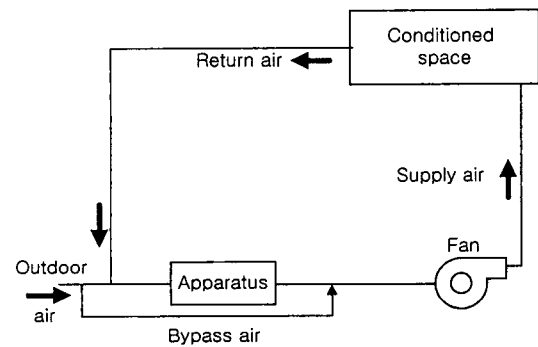 Conditioned
space
Return air
Supply air
Fan
Outdoor
air
Apparatus
Bypass air